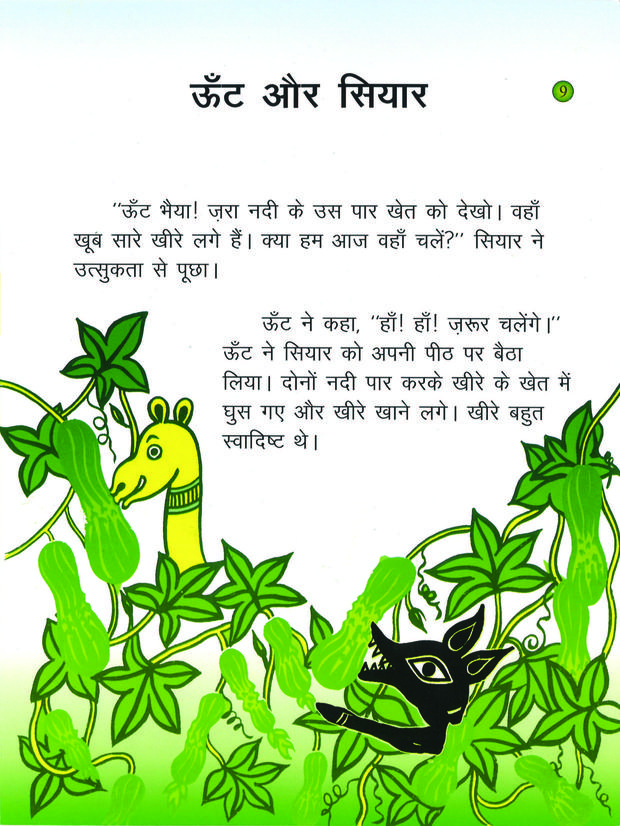 ऊँट और सियार
9
"ऊँट भैया! ज़रा नदी के उस पार खेत को देखो। वहाँ
खूब सारे खीरे लगे हैं। क्या हम आज वहाँ चलें?" सियार ने
उत्सुकता से पूछा।
ऊँट ने कहा, "हाँ! हाँ! ज़रूर चलेंगे।"
ऊँट ने सियार को अपनी पीठ पर बैठा
लिया। दोनों नदी पार करके खीरे के खेत में
घुस गए और खीरे खाने लगे। खीरे बहुत
स्वादिष्ट थे।